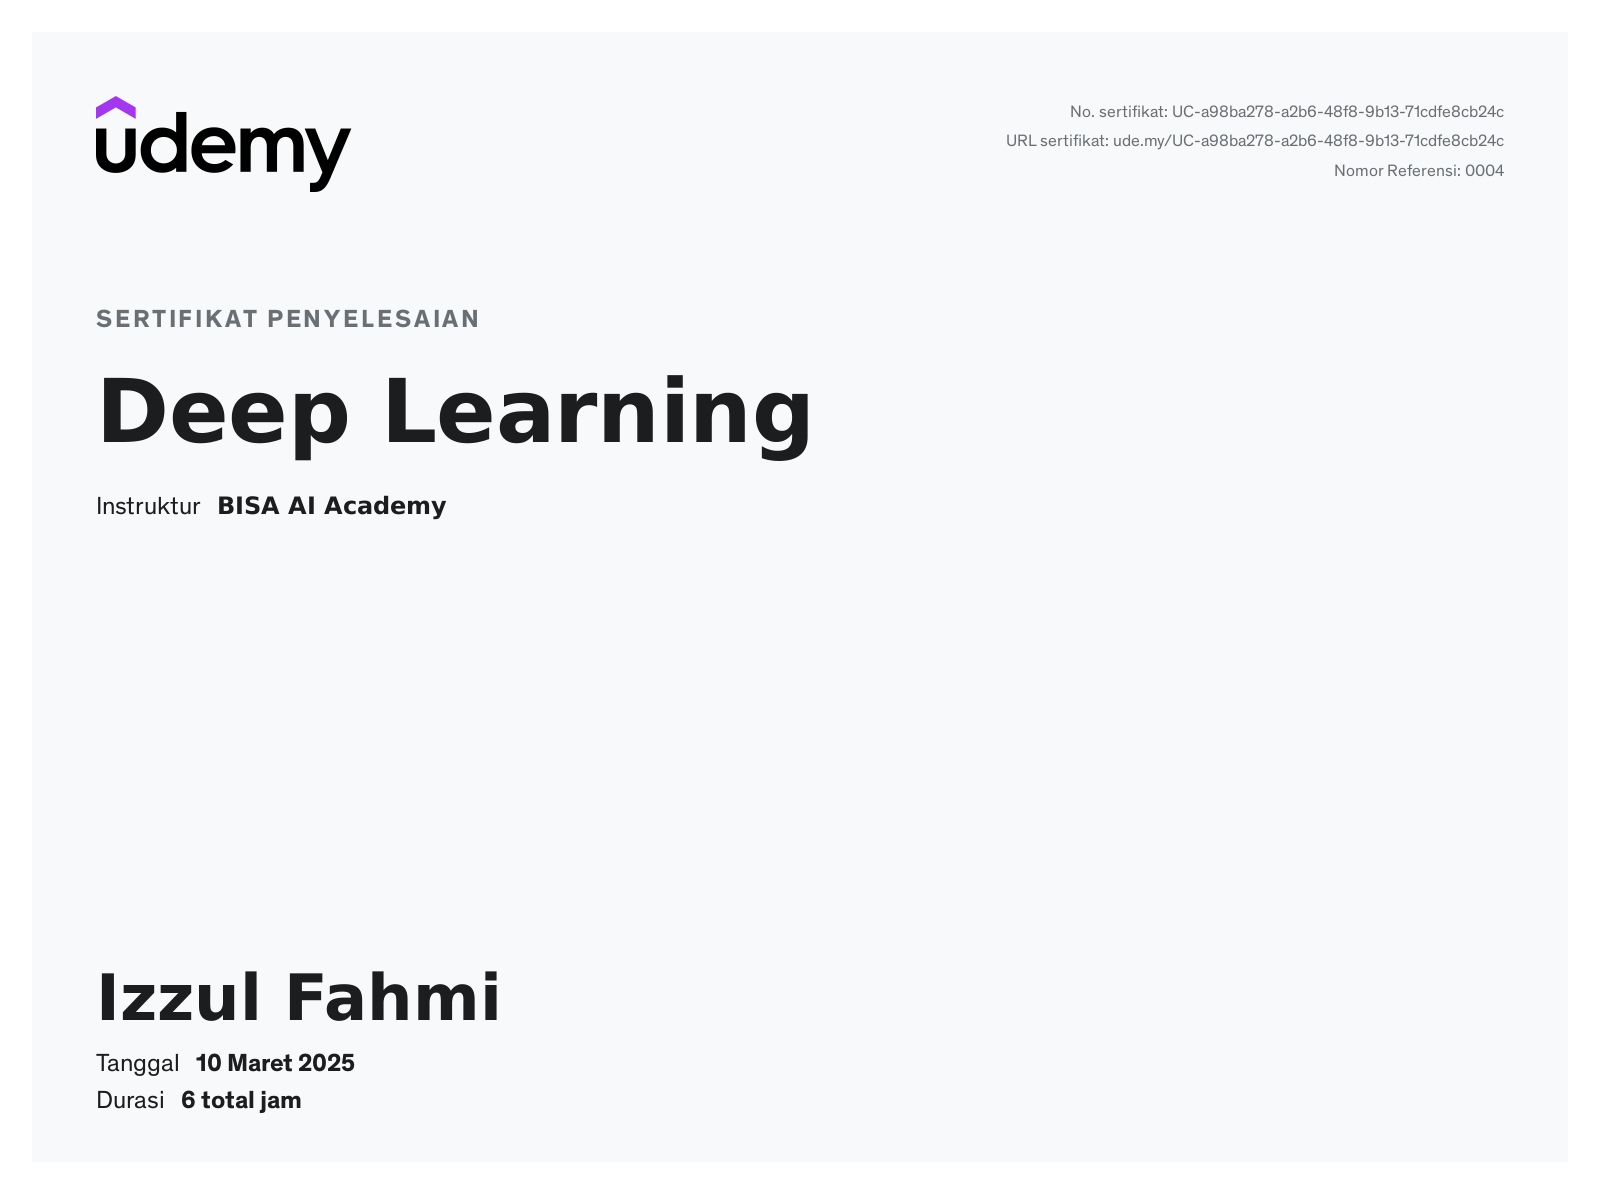 udemy
No. sertifikat: UC-a98ba278-a2b6-48f8-9b13-71cdfe8cb24c
URL sertifikat: ude.my/UC-a98ba278-a2b6-48f8-9b13-71cdfe8cb24c
Nomor Referensi: 0004
SERTIFIKAT PENYELESAIAN
Deep Learning
Instruktur BISA AI Academy
Izzul Fahmi
Tanggal 10 Maret 2025
Durasi 6 total jam